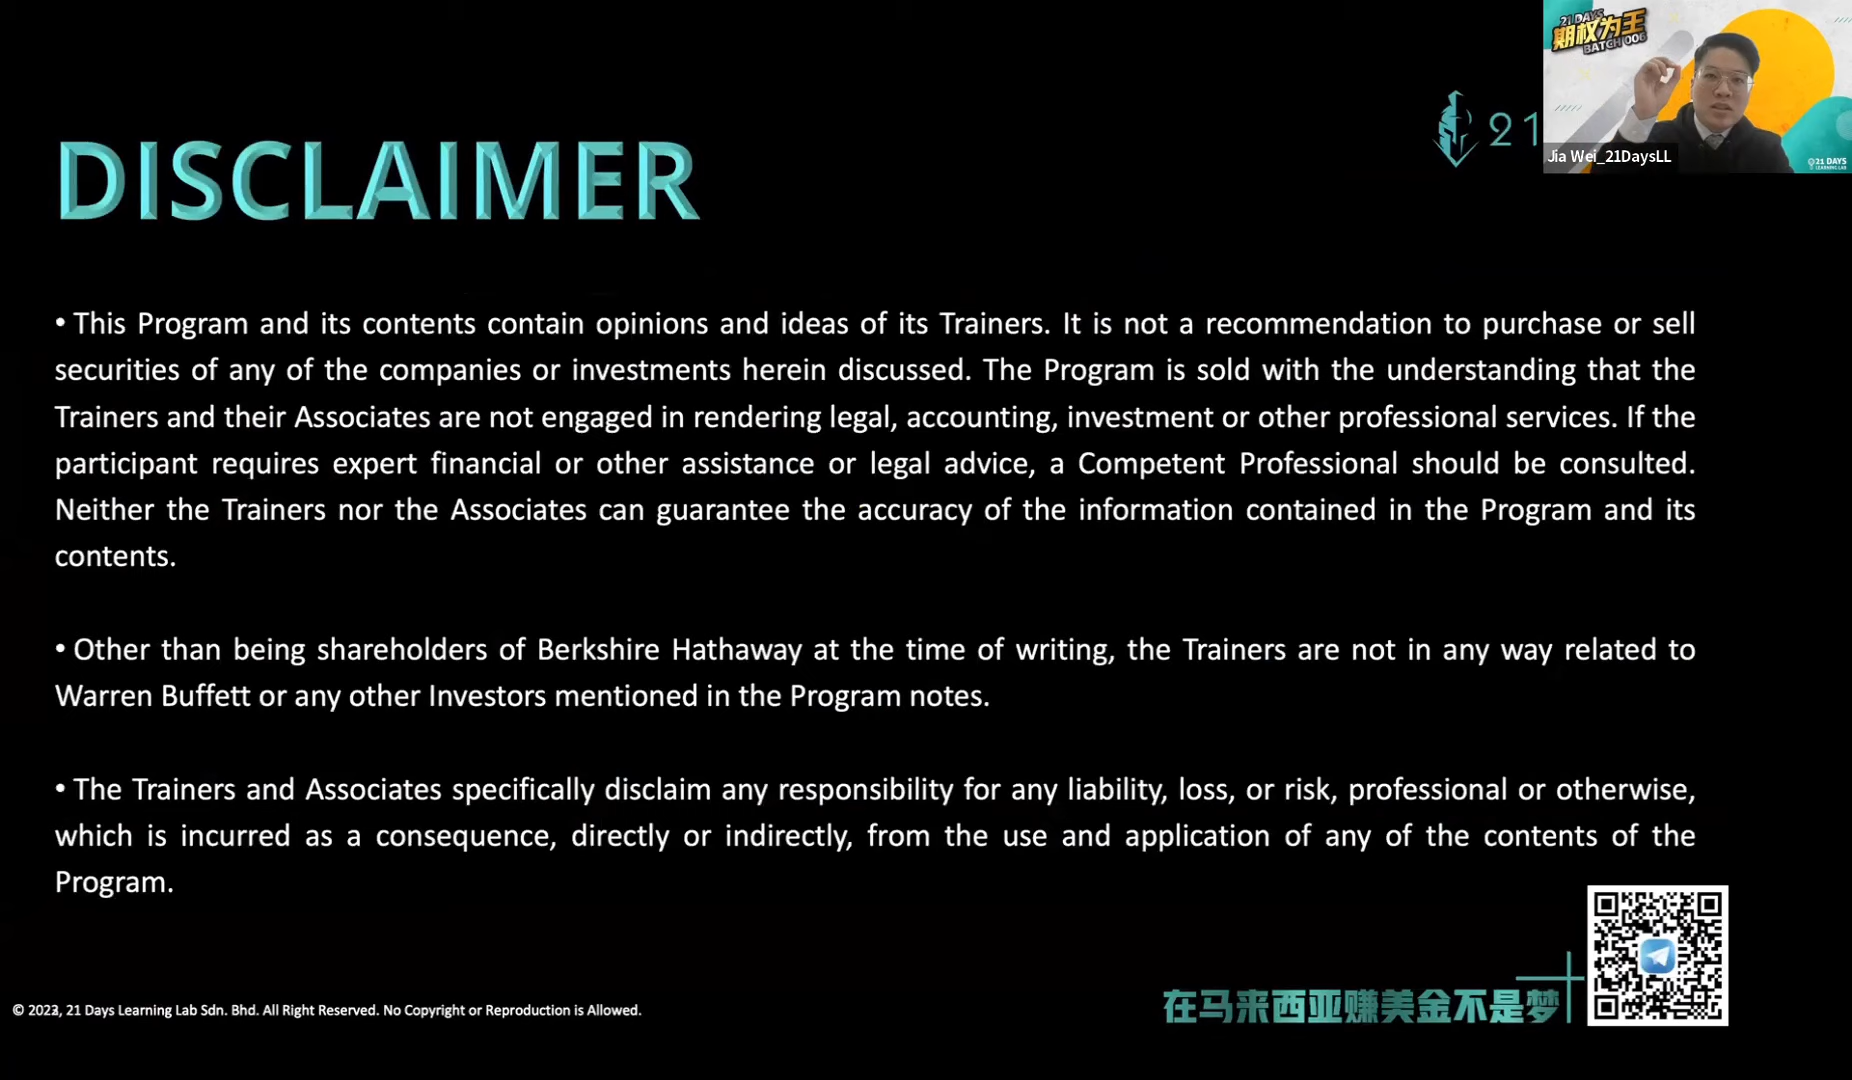 21 DAYS
期权为王
BATCH 006
DISCLAIMER
21
Jia Wei_21DaysLL
21 DAYS
LEARNING LAB
• This Program and its contents contain opinions and ideas of its Trainers. It is not a recommendation to purchase or sell
securities of any of the companies or investments herein discussed. The Program is sold with the understanding that the
Trainers and their Associates are not engaged in rendering legal, accounting, investment or other professional services. If the
participant requires expert financial or other assistance or legal advice, a Competent Professional should be consulted.
Neither the Trainers nor the Associates can guarantee the accuracy of the information contained in the Program and its
contents.
• Other than being shareholders of Berkshire Hathaway at the time of writing, the Trainers are not in any way related to
Warren Buffett or any other Investors mentioned in the Program notes.
• The Trainers and Associates specifically disclaim any responsibility for any liability, loss, or risk, professional or otherwise,
which is incurred as a consequence, directly or indirectly, from the use and application of any of the contents of the
Program.
在马来西亚赚美金不是梦
© 2023, 21 Days Learning Lab Sdn. Bhd. All Right Reserved. No Copyright or Reproduction is Allowed.